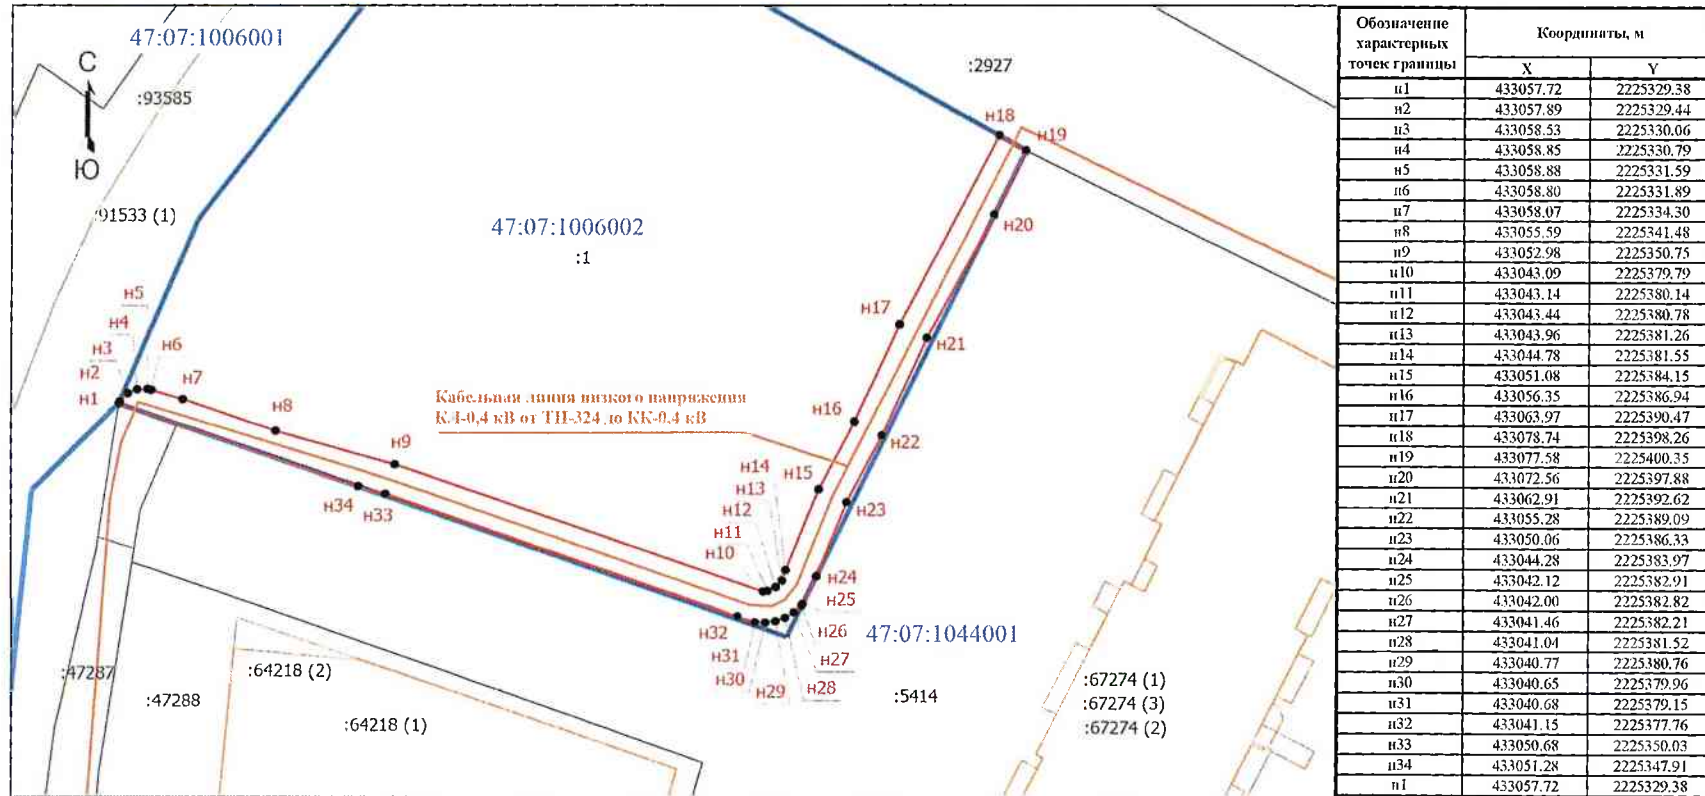 47:07:1006001
С
:93585
Ю
:91533 (1)
47:07:1006002
:1
:2927
н18
н19
н20
н17
н21
н16
н22
н5
н4
н6
н3
н7
н2
н1
н8
н9
Кабельная линия низкого напряжения
КЛ-0,4 кВ от ТП-324 до КК-0,4 кВ
н15
н14
н13
н12
н11
н10
н23
н24
н25
н26
н27
н28
н29
н30
н31
н32
н33
н34
47:07:1044001
:47287
:47288
:64218 (2)
:64218 (1)
:5414
:67274 (1)
:67274 (3)
:67274 (2)
Обозначение характерных точек границы Координаты, м
X Y
н1 433057.72 2225329.38
н2 433057.89 2225329.44
н3 433058.53 2225330.06
н4 433058.85 2225330.79
н5 433058.88 2225331.59
н6 433058.80 2225331.89
н7 433058.07 2225334.30
н8 433055.59 2225341.48
н9 433052.98 2225350.75
н10 433043.09 2225379.79
н11 433043.14 2225380.14
н12 433043.44 2225380.78
н13 433043.96 2225381.26
н14 433044.78 2225381.55
н15 433051.08 2225384.15
н16 433056.35 2225386.94
н17 433063.97 2225390.47
н18 433078.74 2225398.26
н19 433077.58 2225400.35
н20 433072.56 2225397.88
н21 433062.91 2225392.62
н22 433055.28 2225389.09
н23 433050.06 2225386.33
н24 433044.28 2225383.97
н25 433042.12 2225382.91
н26 433042.00 2225382.82
н27 433041.46 2225382.21
н28 433041.04 2225381.52
н29 433040.77 2225380.76
н30 433040.65 2225379.96
н31 433040.68 2225379.15
н32 433041.15 2225377.76
н33 433050.68 2225350.03
н34 433051.28 2225347.91
н1 433057.72 2225329.38